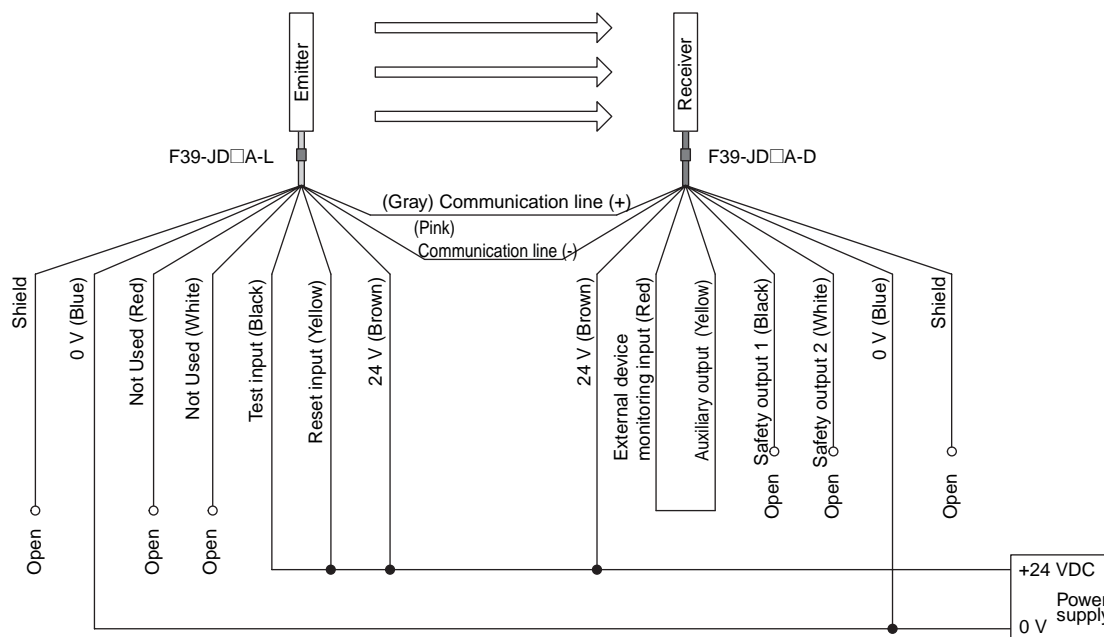 Emitter
Receiver
F39-JD□A-L
F39-JD□A-D
(Gray) Communication line (+)
(Pink)
Communication line (-)
Shield
0 V (Blue)
Not Used (Red)
Not Used (White)
Test input (Black)
Reset input (Yellow)
24 V (Brown)
24 V (Brown)
External device
monitoring input (Red)
Auxiliary output (Yellow)
Safety output 1 (Black)
Safety output 2 (White)
0 V (Blue)
Shield
Open
Open
Open
Open
Open
Open
+24 VDC
Power
supply
0 V